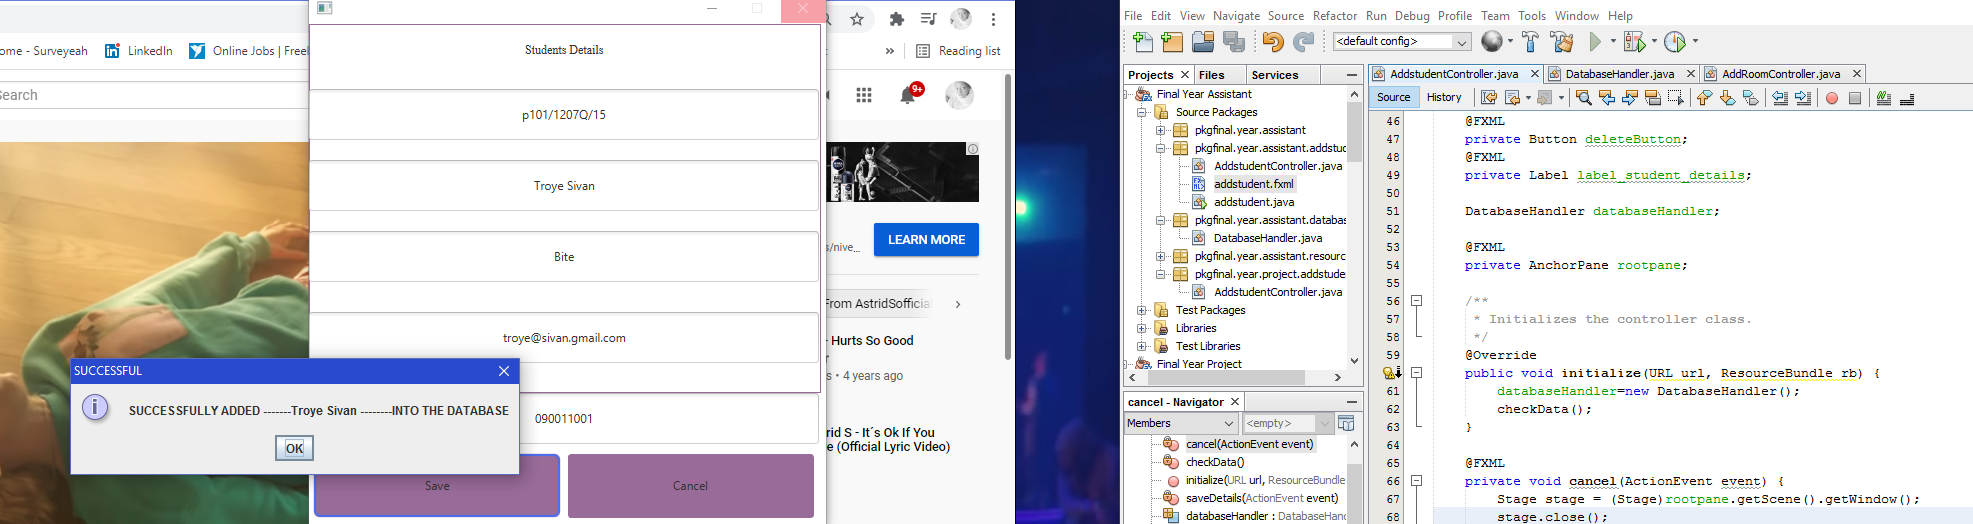 ome - Surveyeah
LinkedIn
Online Jobs | Freel
Reading list
Search
9+
LEARN MORE
From AstridSofficial
- Hurts So Good
• 4 years ago
rid S - It´s Ok If You
e (Official Lyric Video)
Students Details
p101/1207Q/15
Troye Sivan
Bite
troye@sivan.gmail.com
090011001
Save
Cancel
SUCCESSFUL
SUCCESSFULLY ADDED -------Troye Sivan --------INTO THE DATABASE
OK
File Edit View Navigate Source Refactor Run Debug Profile Team Tools Window Help
<default config>
Projects
Files
Services
Final Year Assistant
Source Packages
pkgfinal.year.assistant
pkgfinal.year.assistant.addstud
AddstudentController.java
addstudent.fxml
addstudent.java
pkgfinal.year.assistant.databas
DatabaseHandler.java
pkgfinal.year.assistant.resourc
pkgfinal.year.project.addstude
AddstudentController.java
Test Packages
Libraries
Test Libraries
Final Year Project
cancel - Navigator
Members
<empty>
cancel(ActionEvent event)
checkData()
initialize(URL url, ResourceBundle
saveDetails(ActionEvent event)
databaseHandler : DatabaseHan
AddstudentController.java
DatabaseHandler.java
AddRoomController.java
Source
History
46 @FXML
47 private Button deleteButton;
48 @FXML
49 private Label label_student_details;
50
51 DatabaseHandler databaseHandler;
52
53 @FXML
54 private AnchorPane rootpane;
55
56 /**
57 * Initializes the controller class.
58 */
59 @Override
public void initialize(URL url, ResourceBundle rb) {
61 databaseHandler=new DatabaseHandler();
62 checkData();
63 }
64
65 @FXML
66 private void cancel(ActionEvent event) {
67 Stage stage = (Stage)rootpane.getScene().getWindow();
68 stage.close();